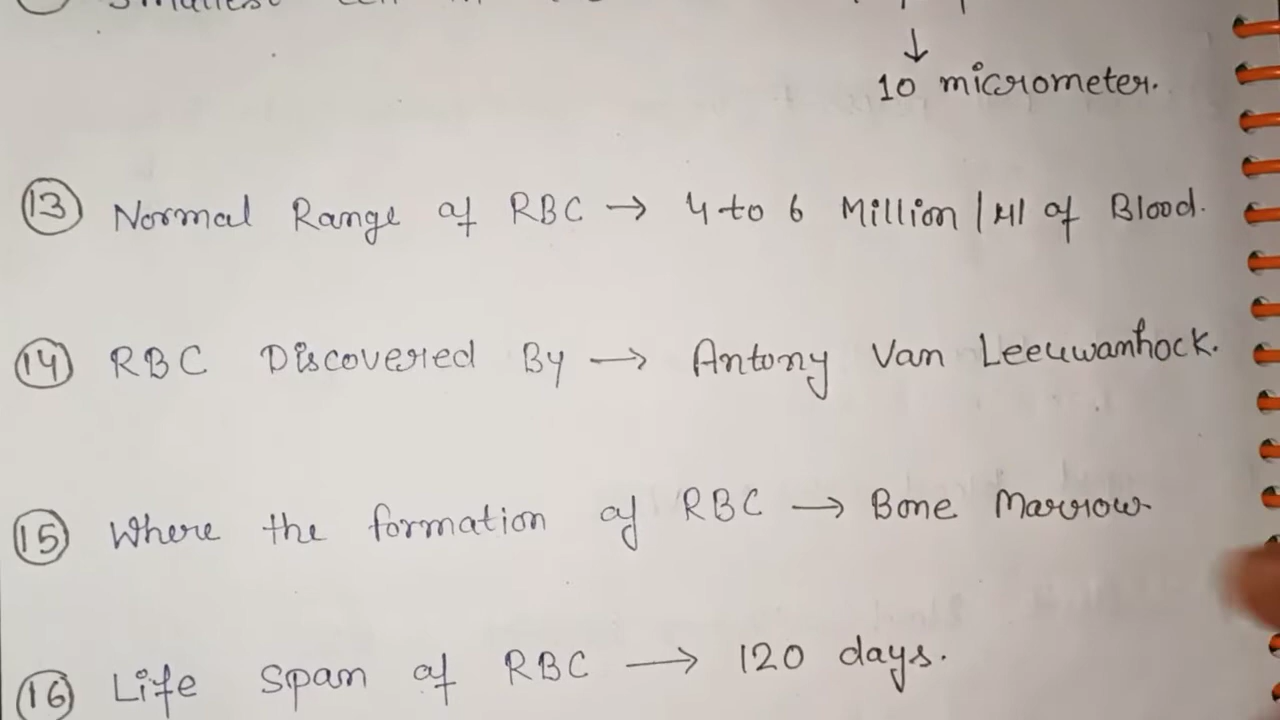 10 micrometer.
13 Normal Range of RBC → 4 to 6 Million / μl of Blood.
14 RBC Discovered By → Antony Van Leeuwanhock.
15 Where the formation of RBC → Bone Marrow
16 Life Span of RBC → 120 days.